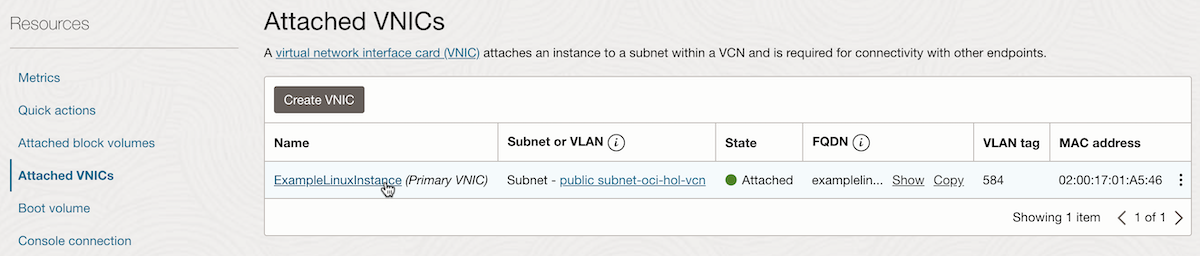 Resources
Metrics
Quick actions
Attached block volumes
Attached VNICs
Boot volume
Console connection
Attached VNICs
A virtual network interface card (VNIC) attaches an instance to a subnet within a VCN and is required for connectivity with other endpoints.
Create VNIC
Name Subnet or VLAN State FQDN VLAN tag MAC address
ExampleLinuxInstance (Primary VNIC) Subnet - public subnet-oci-hol-vcn Attached examplelin... Show Copy 584 02:00:17:01:A5:46
Showing 1 item 1 of 1